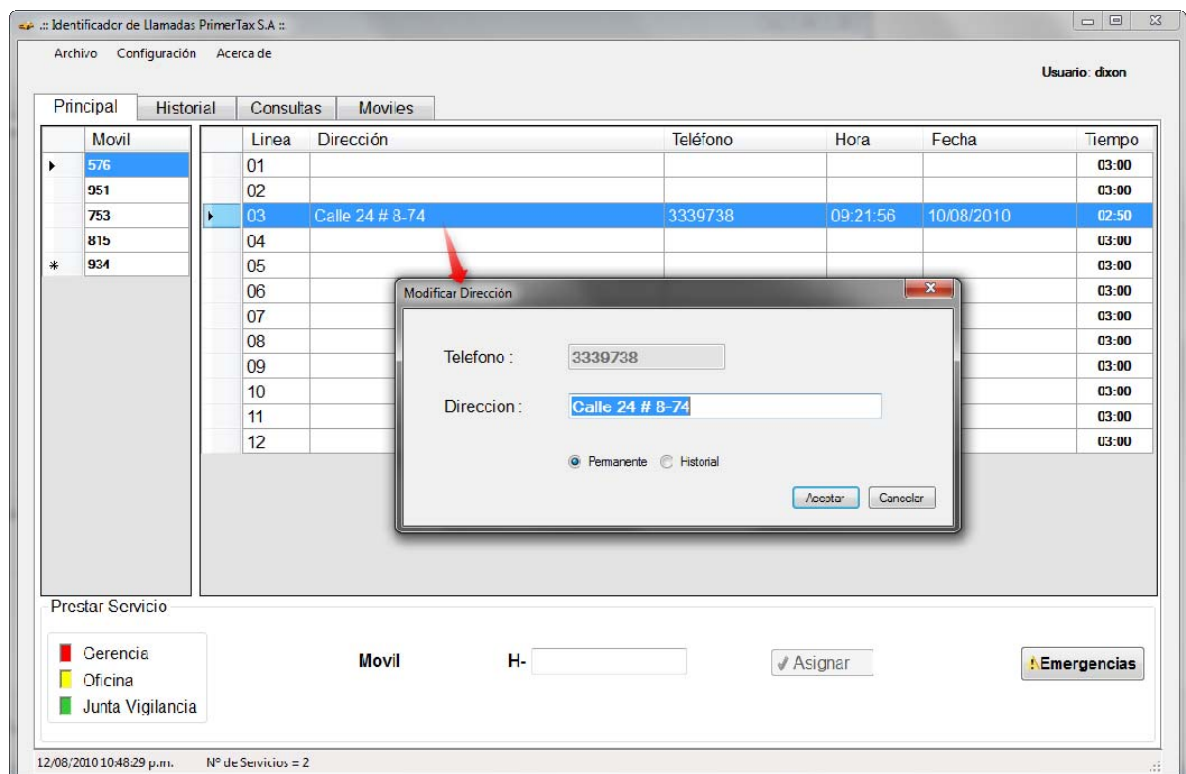 .:: Identificador de Llamadas PrimerTax S.A ::
Archivo Configuración Acerca de
Usuario: dixon
Principal Historial Consultas Moviles
Movil Linea Dirección Teléfono Hora Fecha Tiempo
576 01 03:00
951 02 03:00
753 03 Calle 24 # 8-74 3339738 09:21:56 10/08/2010 02:50
815 04 03:00
* 934 05 03:00
06 03:00
07 03:00
08 03:00
09 03:00
10 03:00
11 03:00
12 03:00
Modificar Dirección
Telefono : 3339738
Direccion : Calle 24 # 8-74
Permanente Historial
Aceptar Cancelar
Prestar Servicio
Gerencia
Oficina
Junta Vigilancia
Movil H- Asignar Emergencias
12/08/2010 10:48:29 p.m. Nº de Servicios = 2